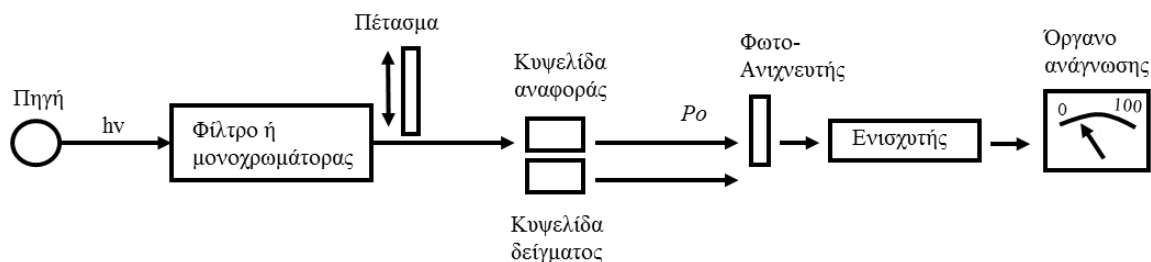 Πέτασμα
Πηγή
hν
Φίλτρο ή
μονοχρωμάτορας
Κυψελίδα
αναφοράς
Κυψελίδα
δείγματος
Po
Φωτο-
Ανιχνευτής
Ενισχυτής
Όργανο
ανάγνωσης
0 100